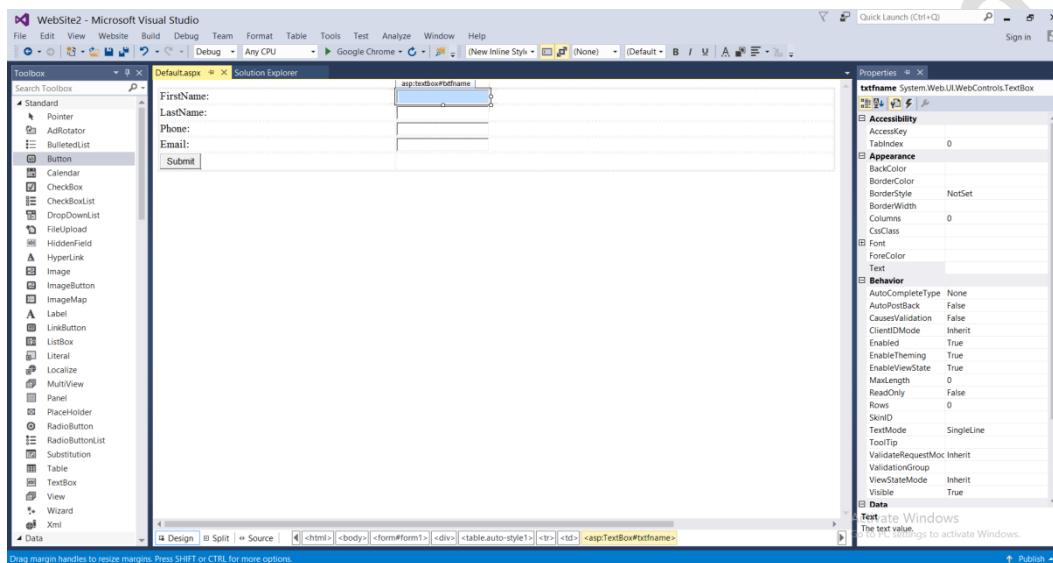 WebSite2 - Microsoft Visual Studio
Quick Launch (Ctrl+Q)
File Edit View Website Build Debug Team Format Table Tools Test Analyze Window Help
Sign in
Debug Any CPU Google Chrome (New Inline Style (None) (Default B I U A
Toolbox
Search Toolbox
Standard
Pointer
AdRotator
BulletedList
Button
Calendar
CheckBox
CheckBoxList
DropDownList
FileUpload
HiddenField
HyperLink
Image
ImageButton
ImageMap
Label
LinkButton
ListBox
Literal
Localize
MultiView
Panel
PlaceHolder
RadioButton
RadioButtonList
Substitution
Table
TextBox
View
Wizard
Xml
Data
Default.aspx Solution Explorer
asp:textbox#txtfname
FirstName:
LastName:
Phone:
Email:
Submit
Design Split Source <html> <body> <form#form1> <div> <table.auto-style1> <tr> <td> <asp:TextBox#txtfname>
Properties
txtfname System.Web.UI.WebControls.TextBox
Accessibility
AccessKey
TabIndex 0
Appearance
BackColor
BorderColor
BorderStyle NotSet
BorderWidth
Columns 0
CssClass
Font
ForeColor
Text
Behavior
AutoCompleteType None
AutoPostBack False
CausesValidation False
ClientIDMode Inherit
Enabled True
EnableTheming True
EnableViewState True
MaxLength 0
ReadOnly False
Rows 0
SkinID
TextMode SingleLine
ToolTip
ValidateRequestMoc Inherit
ValidationGroup
ViewStateMode Inherit
Visible True
Data
Text
The text value.
Activate Windows
Go to PC settings to activate Windows.
Drag margin handles to resize margins. Press SHIFT or CTRL for more options.
Publish